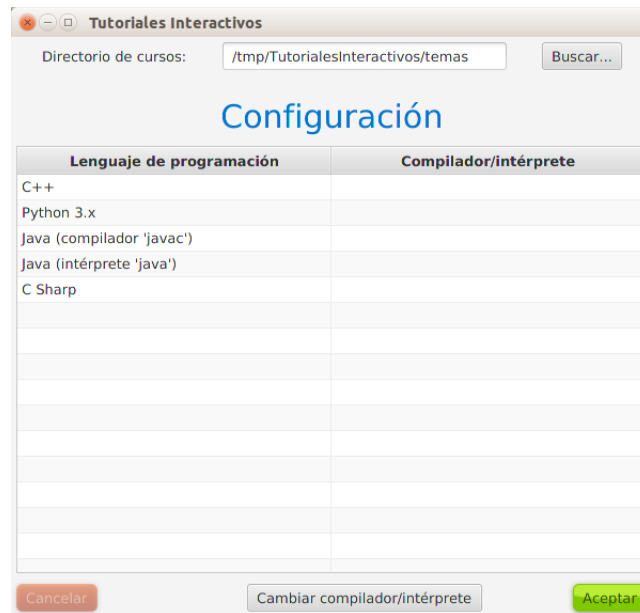 Tutoriales Interactivos
Directorio de cursos: /tmp/TutorialesInteractivos/temas Buscar...
Configuración
Lenguaje de programación Compilador/intérprete
C++
Python 3.x
Java (compilador 'javac')
Java (intérprete 'java')
C Sharp
Cancelar Cambiar compilador/intérprete Aceptar